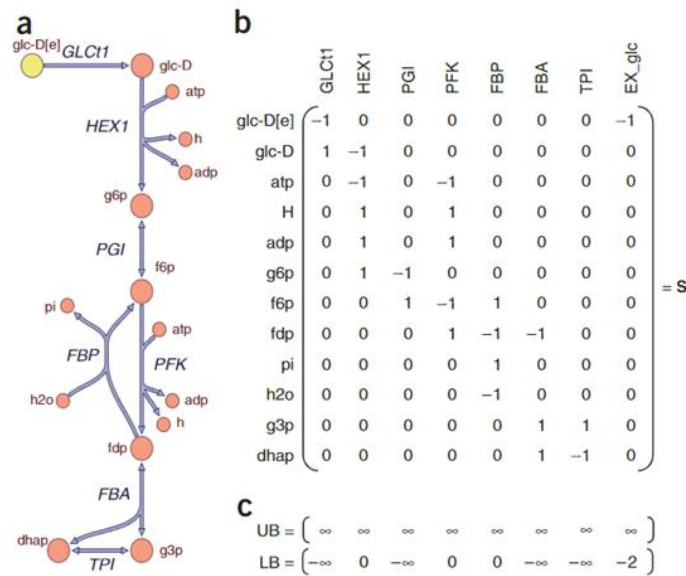 a
glc-D[e] GLCt1
glc-D
atp
HEX1
h
adp
g6p
PGI
f6p
pi
atp
FBP PFK
h2o adp
h
fdp
FBA
dhap g3p
TPI
b
GLCt1 HEX1 PGI PFK FBP FBA TPI EX_glc
glc-D[e] −1 0 0 0 0 0 0 −1
glc-D 1 −1 0 0 0 0 0 0
atp 0 −1 0 −1 0 0 0 0
H 0 1 0 1 0 0 0 0
adp 0 1 0 1 0 0 0 0
g6p 0 1 −1 0 0 0 0 0
f6p 0 0 1 −1 1 0 0 0
= S
fdp 0 0 0 1 −1 −1 0 0
pi 0 0 0 0 1 0 0 0
h2o 0 0 0 0 −1 0 0 0
g3p 0 0 0 0 0 1 1 0
dhap 0 0 0 0 0 1 −1 0
c
UB = ( ∞ ∞ ∞ ∞ ∞ ∞ ∞ ∞ )
LB = ( −∞ 0 −∞ 0 0 −∞ −∞ −2 )